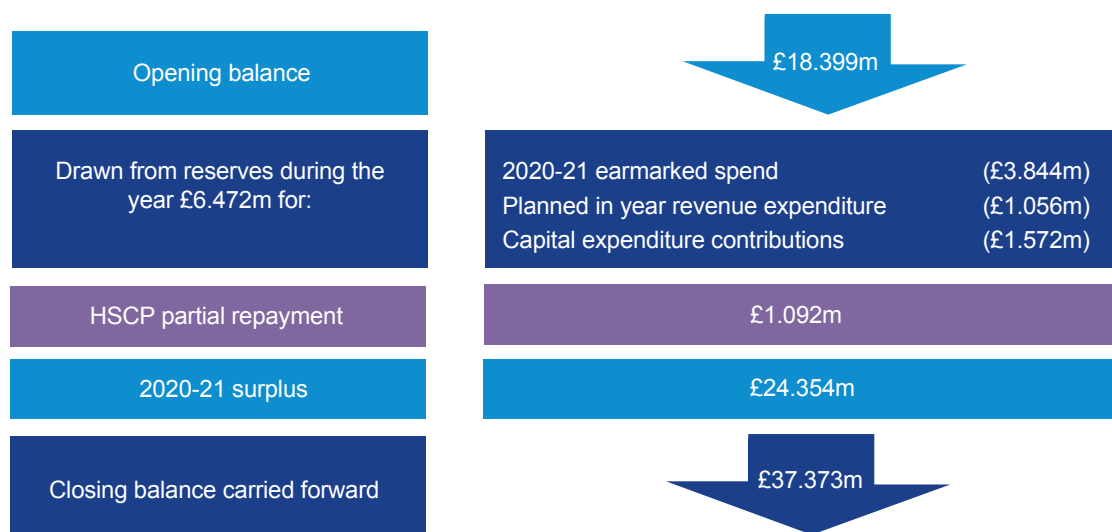 Opening balance
£18.399m
Drawn from reserves during the
year £6.472m for:
2020-21 earmarked spend (£3.844m)
Planned in year revenue expenditure (£1.056m)
Capital expenditure contributions (£1.572m)
HSCP partial repayment
£1.092m
2020-21 surplus
£24.354m
Closing balance carried forward
£37.373m